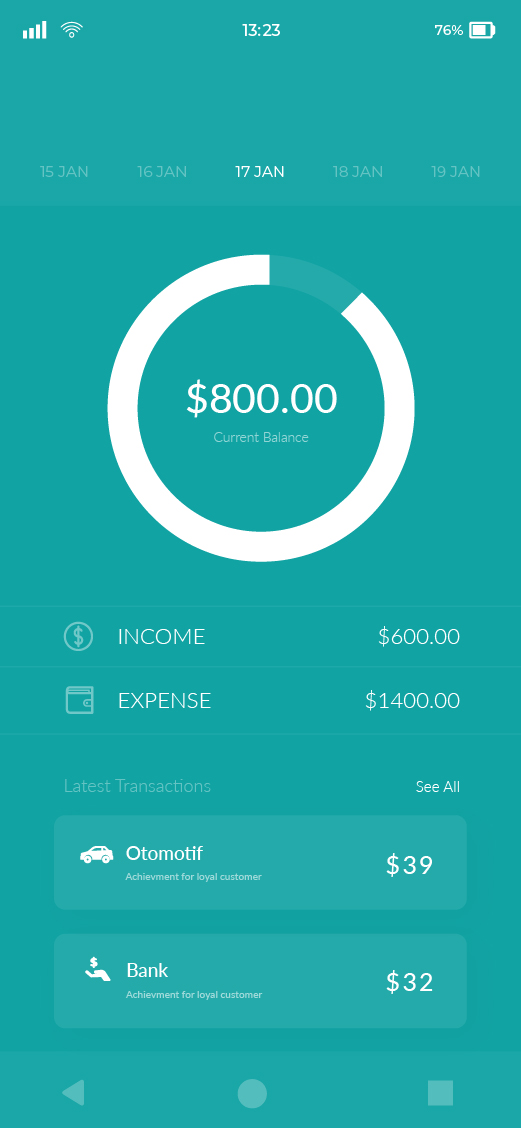 13:23 76%
15 JAN 16 JAN 17 JAN 18 JAN 19 JAN
$800.00
Current Balance
INCOME $600.00
EXPENSE $1400.00
Latest Transactions See All
Otomotif
Achievment for loyal customer
$39
Bank
Achievment for loyal customer
$32